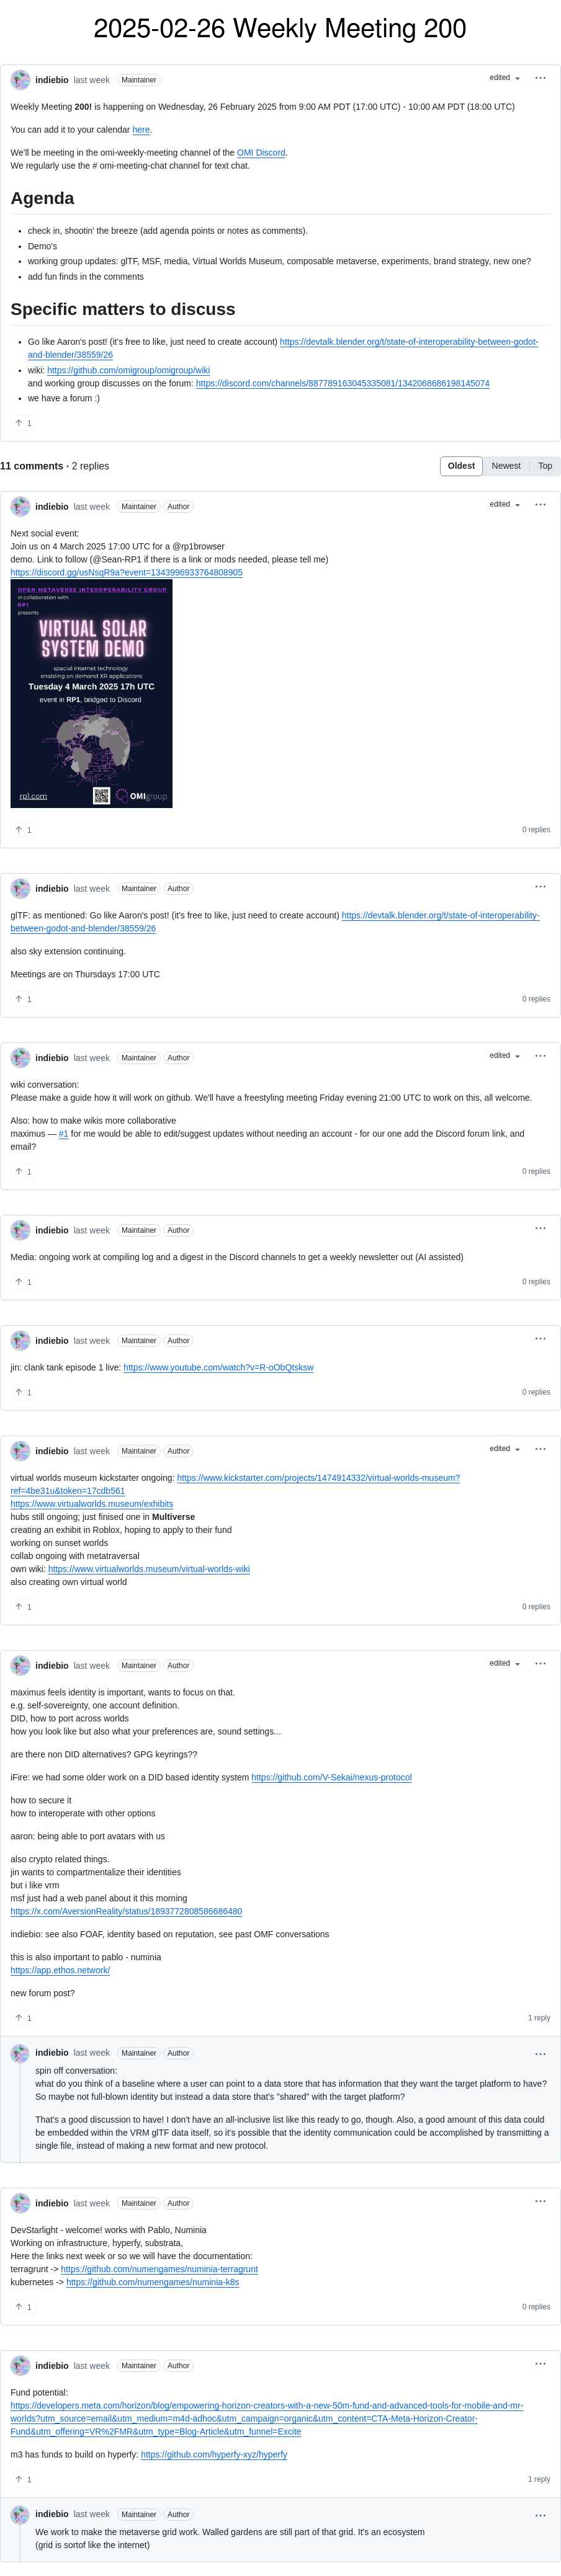 2025-02-26 Weekly Meeting 200
indiebio last week Maintainer edited
Weekly Meeting 200! is happening on Wednesday, 26 February 2025 from 9:00 AM PDT (17:00 UTC) - 10:00 AM PDT (18:00 UTC)
You can add it to your calendar here.
We'll be meeting in the omi-weekly-meeting channel of the OMI Discord.
We regularly use the # omi-meeting-chat channel for text chat.
Agenda
check in, shootin' the breeze (add agenda points or notes as comments).
Demo's
working group updates: glTF, MSF, media, Virtual Worlds Museum, composable metaverse, experiments, brand strategy, new one?
add fun finds in the comments
Specific matters to discuss
Go like Aaron's post! (it's free to like, just need to create account) https://devtalk.blender.org/t/state-of-interoperability-between-godot-
and-blender/38559/26
wiki: https://github.com/omigroup/omigroup/wiki
and working group discusses on the forum: https://discord.com/channels/887789163045335081/1342068686198145074
we have a forum :)
1
11 comments · 2 replies
Oldest Newest Top
indiebio last week Maintainer Author edited
Next social event:
Join us on 4 March 2025 17:00 UTC for a @rp1browser
demo. Link to follow (@Sean-RP1 if there is a link or mods needed, please tell me)
https://discord.gg/usNsqR9a?event=1343996933764808905
OPEN METAVERSE INTEROPERABILITY GROUP
in collaboration with
RP1
presents
VIRTUAL SOLAR
SYSTEM DEMO
spacial internet technology
enabling on demand XR applications
Tuesday 4 March 2025 17h UTC
event in RP1, bridged to Discord
rp1.com
OMIgroup
1 0 replies
indiebio last week Maintainer Author
glTF: as mentioned: Go like Aaron's post! (it's free to like, just need to create account) https://devtalk.blender.org/t/state-of-interoperability-
between-godot-and-blender/38559/26
also sky extension continuing.
Meetings are on Thursdays 17:00 UTC
1 0 replies
indiebio last week Maintainer Author edited
wiki conversation:
Please make a guide how it will work on github. We'll have a freestyling meeting Friday evening 21:00 UTC to work on this, all welcome.
Also: how to make wikis more collaborative
maximus — #1 for me would be able to edit/suggest updates without needing an account - for our one add the Discord forum link, and
email?
1 0 replies
indiebio last week Maintainer Author
Media: ongoing work at compiling log and a digest in the Discord channels to get a weekly newsletter out (AI assisted)
1 0 replies
indiebio last week Maintainer Author
jin: clank tank episode 1 live: https://www.youtube.com/watch?v=R-oObQtsksw
1 0 replies
indiebio last week Maintainer Author edited
virtual worlds museum kickstarter ongoing: https://www.kickstarter.com/projects/1474914332/virtual-worlds-museum?
ref=4be31u&token=17cdb561
https://www.virtualworlds.museum/exhibits
hubs still ongoing; just finised one in Multiverse
creating an exhibit in Roblox, hoping to apply to their fund
working on sunset worlds
collab ongoing with metatraversal
own wiki: https://www.virtualworlds.museum/virtual-worlds-wiki
also creating own virtual world
1 0 replies
indiebio last week Maintainer Author edited
maximus feels identity is important, wants to focus on that.
e.g. self-sovereignty, one account definition.
DID, how to port across worlds
how you look like but also what your preferences are, sound settings...
are there non DID alternatives? GPG keyrings??
iFire: we had some older work on a DID based identity system https://github.com/V-Sekai/nexus-protocol
how to secure it
how to interoperate with other options
aaron: being able to port avatars with us
also crypto related things.
jin wants to compartmentalize their identities
but i like vrm
msf just had a web panel about it this morning
https://x.com/AversionReality/status/1893772808586686480
indiebio: see also FOAF, identity based on reputation, see past OMF conversations
this is also important to pablo - numinia
https://app.ethos.network/
new forum post?
1 1 reply
indiebio last week Maintainer Author
spin off conversation:
what do you think of a baseline where a user can point to a data store that has information that they want the target platform to have?
So maybe not full-blown identity but instead a data store that's "shared" with the target platform?
That's a good discussion to have! I don't have an all-inclusive list like this ready to go, though. Also, a good amount of this data could
be embedded within the VRM glTF data itself, so it's possible that the identity communication could be accomplished by transmitting a
single file, instead of making a new format and new protocol.
indiebio last week Maintainer Author
DevStarlight - welcome! works with Pablo, Numinia
Working on infrastructure, hyperfy, substrata,
Here the links next week or so we will have the documentation:
terragrunt -> https://github.com/numengames/numinia-terragrunt
kubernetes -> https://github.com/numengames/numinia-k8s
1 0 replies
indiebio last week Maintainer Author
Fund potential:
https://developers.meta.com/horizon/blog/empowering-horizon-creators-with-a-new-50m-fund-and-advanced-tools-for-mobile-and-mr-
worlds?utm_source=email&utm_medium=m4d-adhoc&utm_campaign=organic&utm_content=CTA-Meta-Horizon-Creator-
Fund&utm_offering=VR%2FMR&utm_type=Blog-Article&utm_funnel=Excite
m3 has funds to build on hyperfy: https://github.com/hyperfy-xyz/hyperfy
1 1 reply
indiebio last week Maintainer Author
We work to make the metaverse grid work. Walled gardens are still part of that grid. It's an ecosystem
(grid is sortof like the internet)